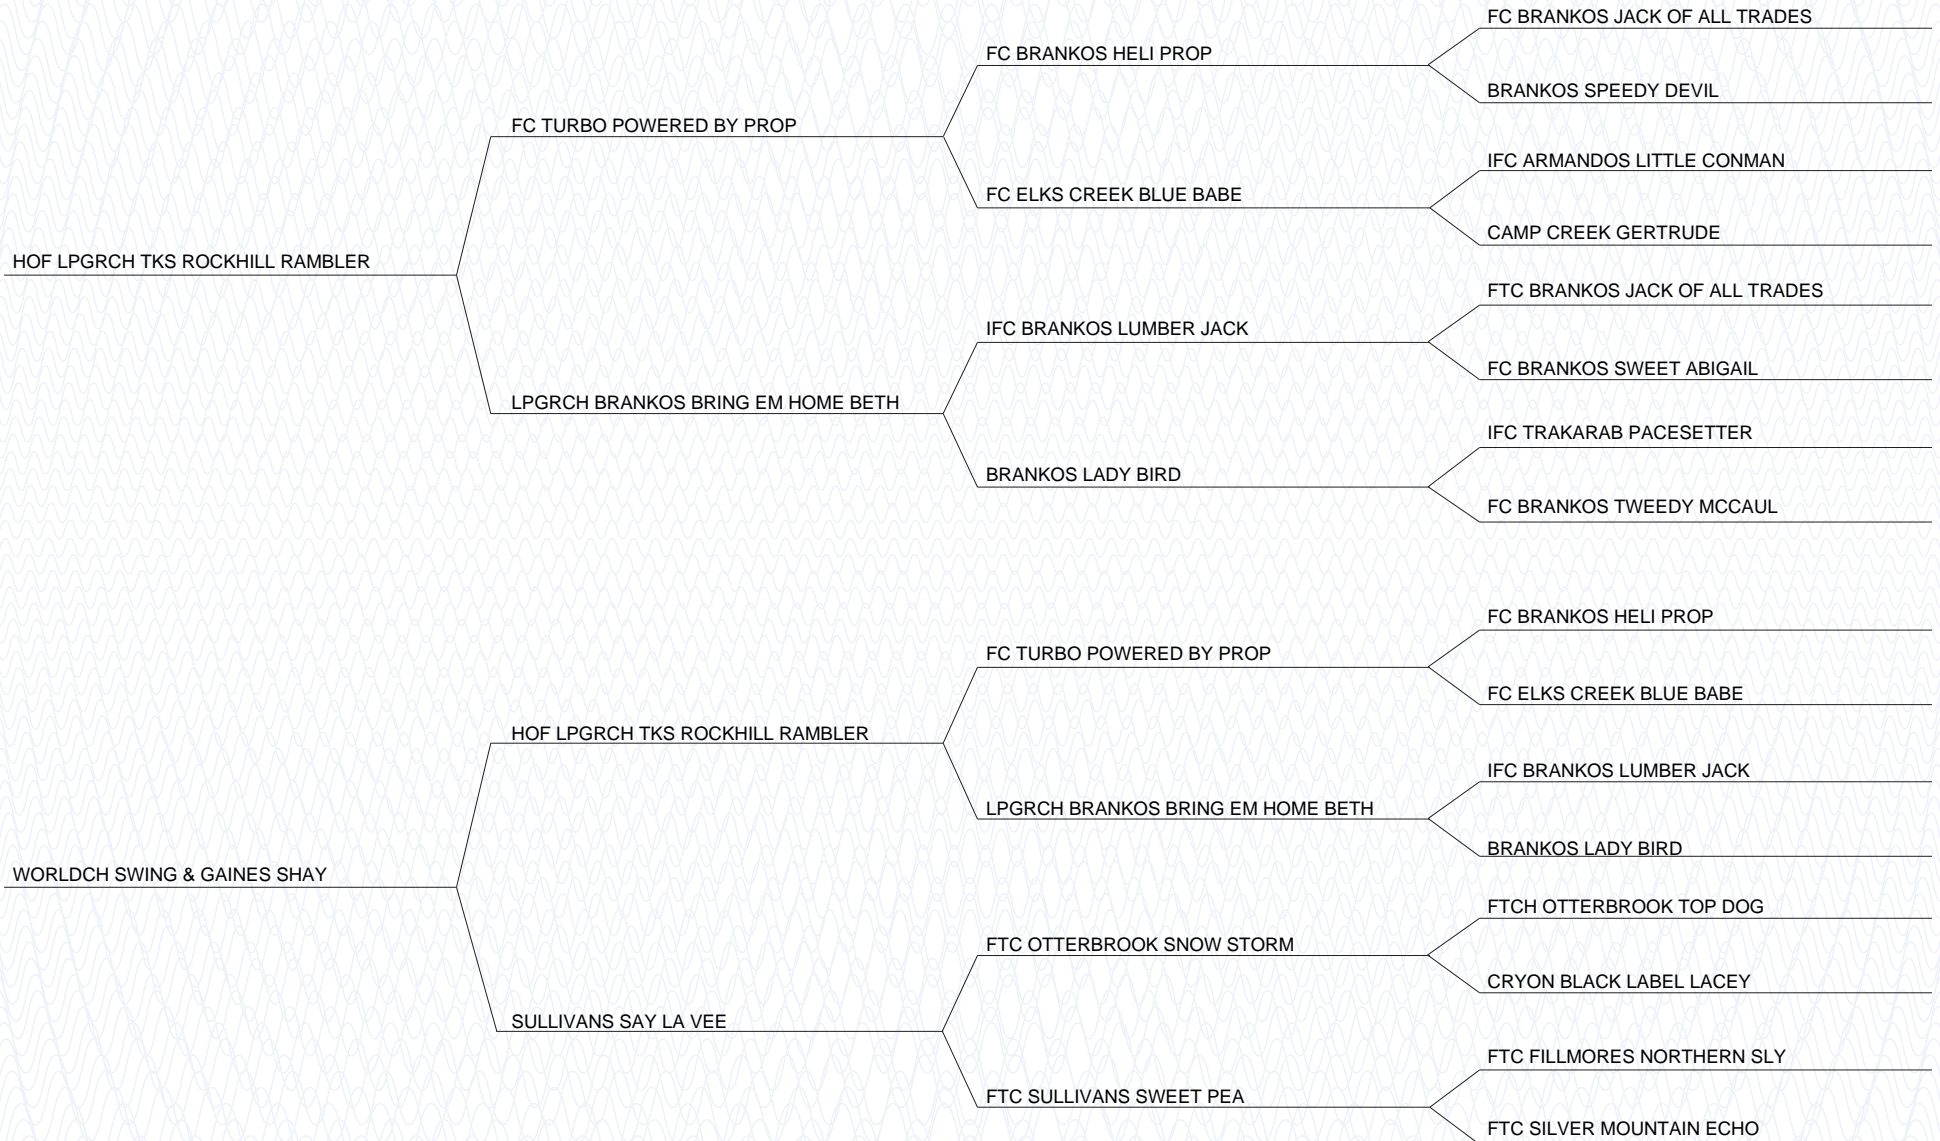 FC BRANKOS JACK OF ALL TRADES
FC BRANKOS HELI PROP
BRANKOS SPEEDY DEVIL
FC TURBO POWERED BY PROP
IFC ARMANDOS LITTLE CONMAN
FC ELKS CREEK BLUE BABE
CAMP CREEK GERTRUDE
HOF LPGRCH TKS ROCKHILL RAMBLER
FTC BRANKOS JACK OF ALL TRADES
IFC BRANKOS LUMBER JACK
FC BRANKOS SWEET ABIGAIL
LPGRCH BRANKOS BRING EM HOME BETH
IFC TRAKARAB PACESETTER
BRANKOS LADY BIRD
FC BRANKOS TWEEDY MCCAUL
FC BRANKOS HELI PROP
FC TURBO POWERED BY PROP
FC ELKS CREEK BLUE BABE
HOF LPGRCH TKS ROCKHILL RAMBLER
IFC BRANKOS LUMBER JACK
LPGRCH BRANKOS BRING EM HOME BETH
BRANKOS LADY BIRD
WORLDCH SWING & GAINES SHAY
FTCH OTTERBROOK TOP DOG
FTC OTTERBROOK SNOW STORM
CRYON BLACK LABEL LACEY
SULLIVANS SAY LA VEE
FTC FILLMORES NORTHERN SLY
FTC SULLIVANS SWEET PEA
FTC SILVER MOUNTAIN ECHO